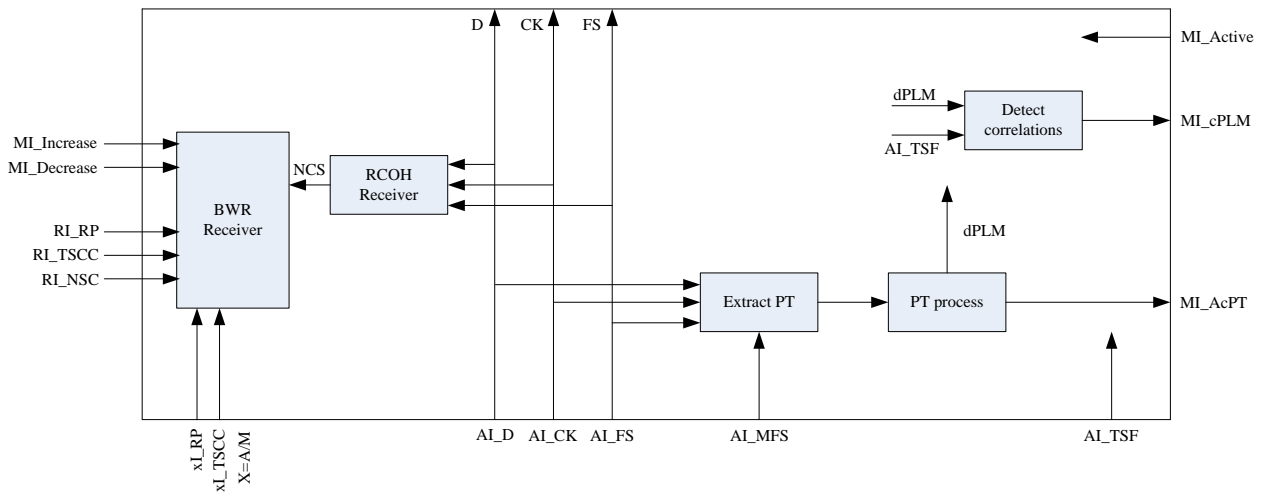 D
CK
FS
MI_Active
dPLM
AI_TSF
Detect
correlations
MI_cPLM
MI_Increase
MI_Decrease
RI_RP
RI_TSCC
RI_NSC
BWR
Receiver
NCS
RCOH
Receiver
dPLM
Extract PT
PT process
MI_AcPT
xI_RP
xI_TSCC
X=A/M
AI_D
AI_CK
AI_FS
AI_MFS
AI_TSF